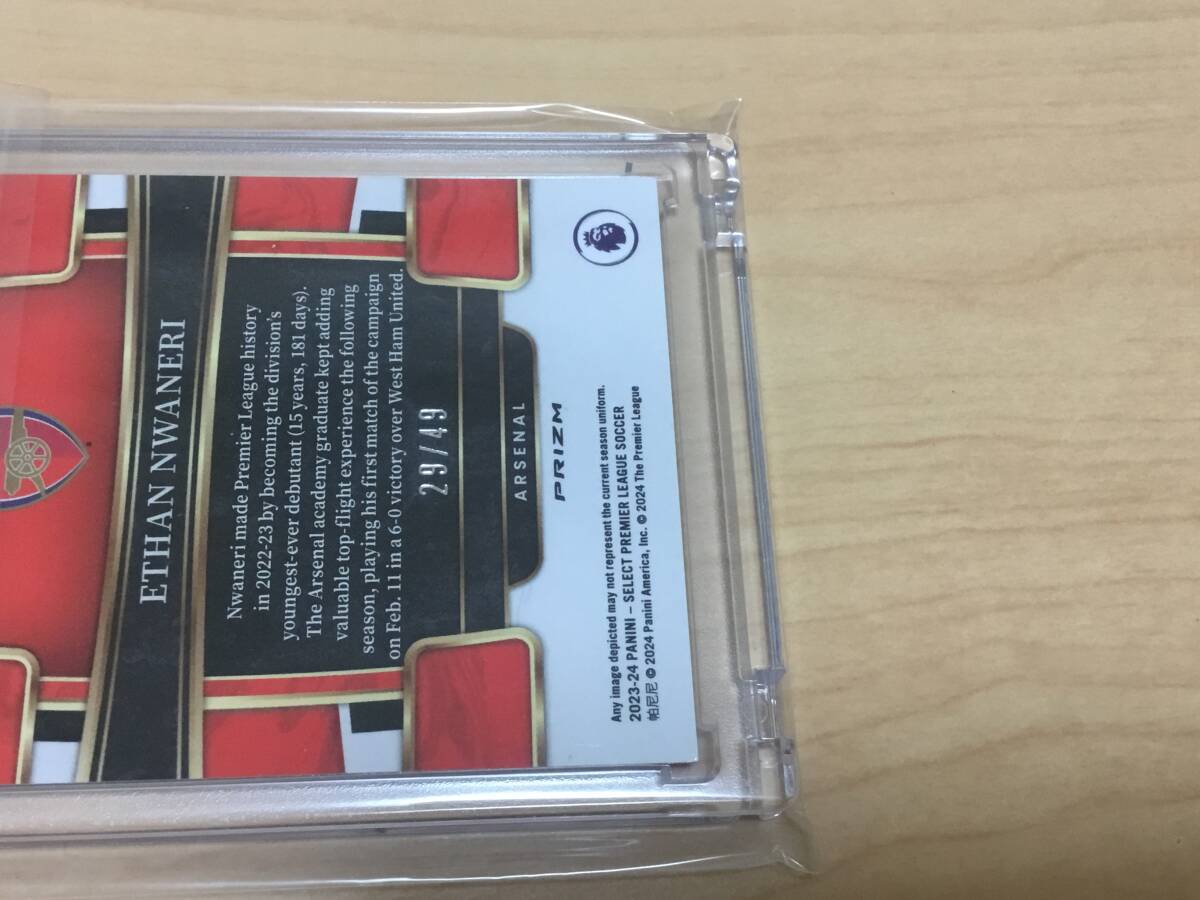 ETHAN NWANERI
Nwaneri made Premier League history
in 2022-23 by becoming the division's
youngest-ever debutant (15 years, 181 days).
The Arsenal academy graduate kept adding
valuable top-flight experience the following
season, playing his first match of the campaign
on Feb. 11 in a 6-0 victory over West Ham United.
29/49
ARSENAL
PRIZM
Any image depicted may not represent the current season uniform.
2023-24 PANINI – SELECT PREMIER LEAGUE SOCCER
帕尼尼 © 2024 Panini America, Inc. © 2024 The Premier League